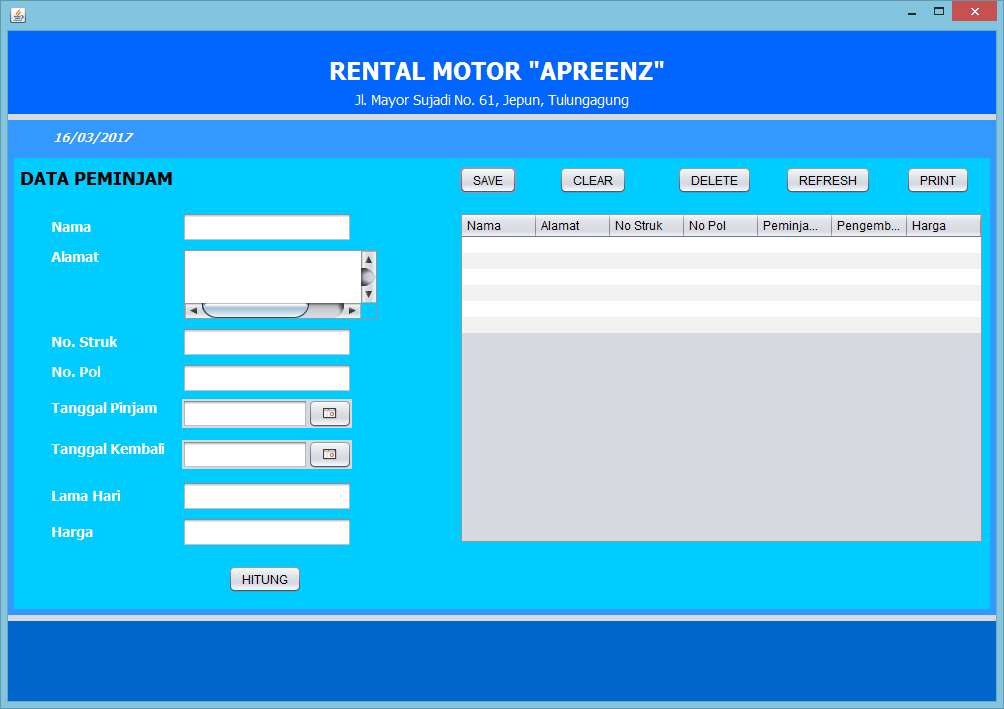 RENTAL MOTOR "APREENZ"
Jl. Mayor Sujadi No. 61, Jepun, Tulungagung
16/03/2017
DATA PEMINJAM
SAVE CLEAR DELETE REFRESH PRINT
Nama
Alamat
No. Struk
No. Pol
Tanggal Pinjam
Tanggal Kembali
Lama Hari
Harga
HITUNG
Nama Alamat No Struk No Pol Peminja... Pengemb... Harga